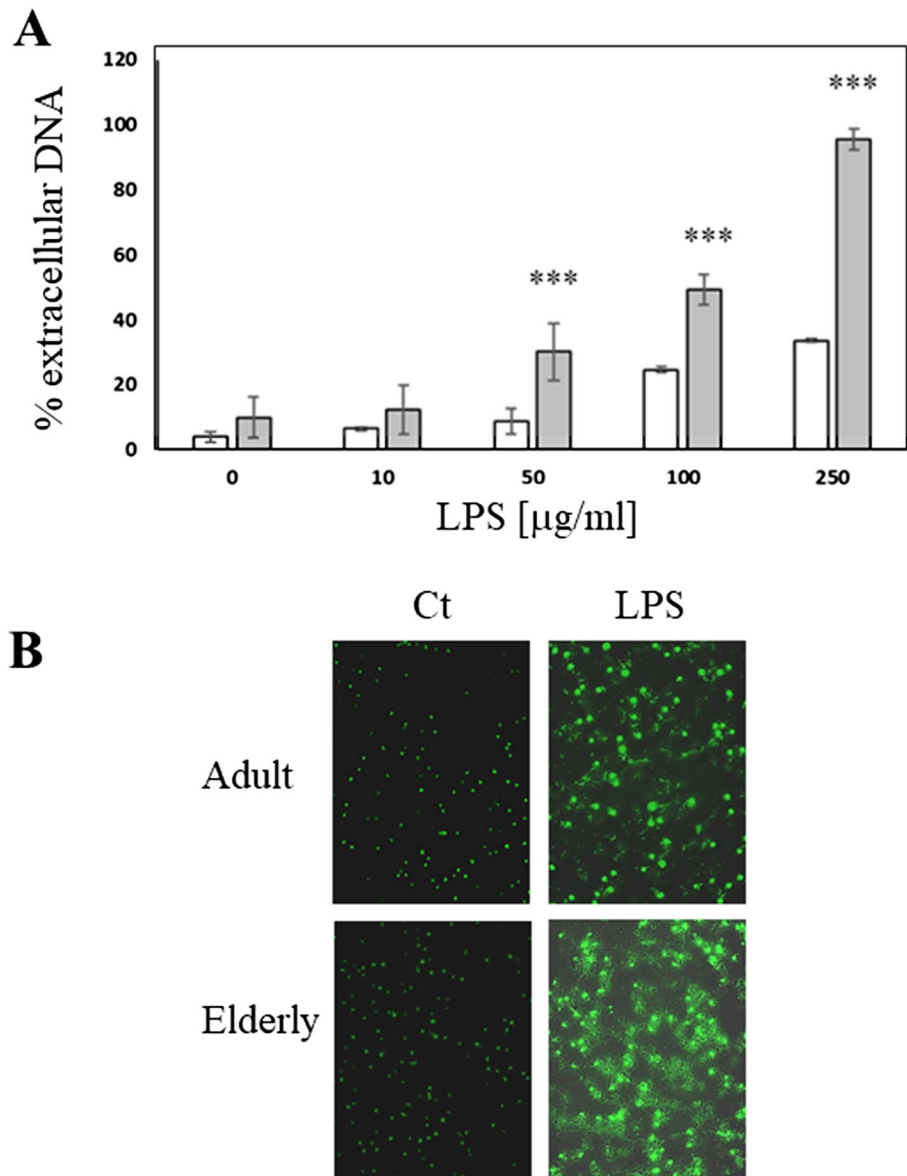 A
% extracellular DNA
120
100
80
60
40
20
0
***
***
***
0 10 50 100 250
LPS [μg/ml]
B
Ct LPS
Adult
Elderly